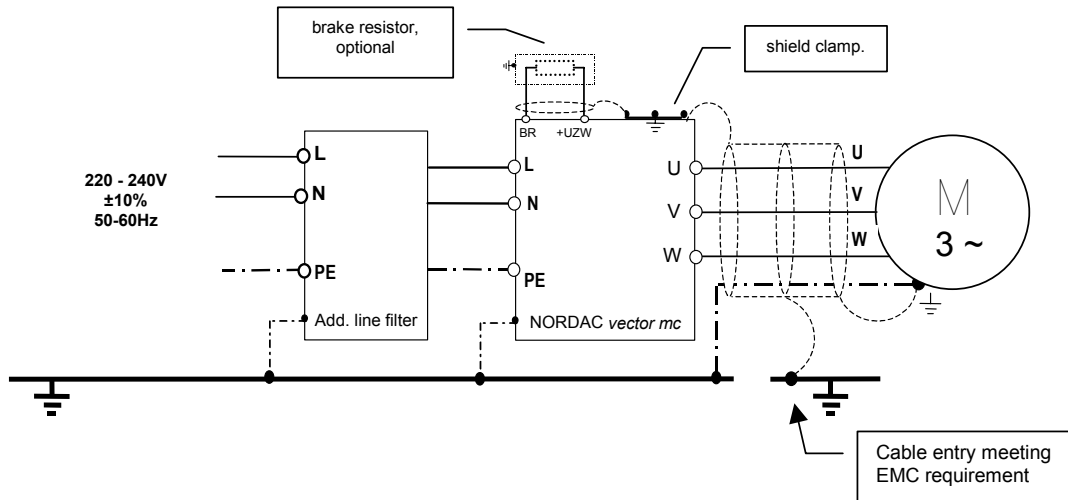 brake resistor,
optional
shield clamp.
BR
+UZW
L
N
PE
Add. line filter
220 - 240V
±10%
50-60Hz
L
N
PE
U
V
W
NORDAC vector mc
U
V
W
M
3 ~
Cable entry meeting
EMC requirement